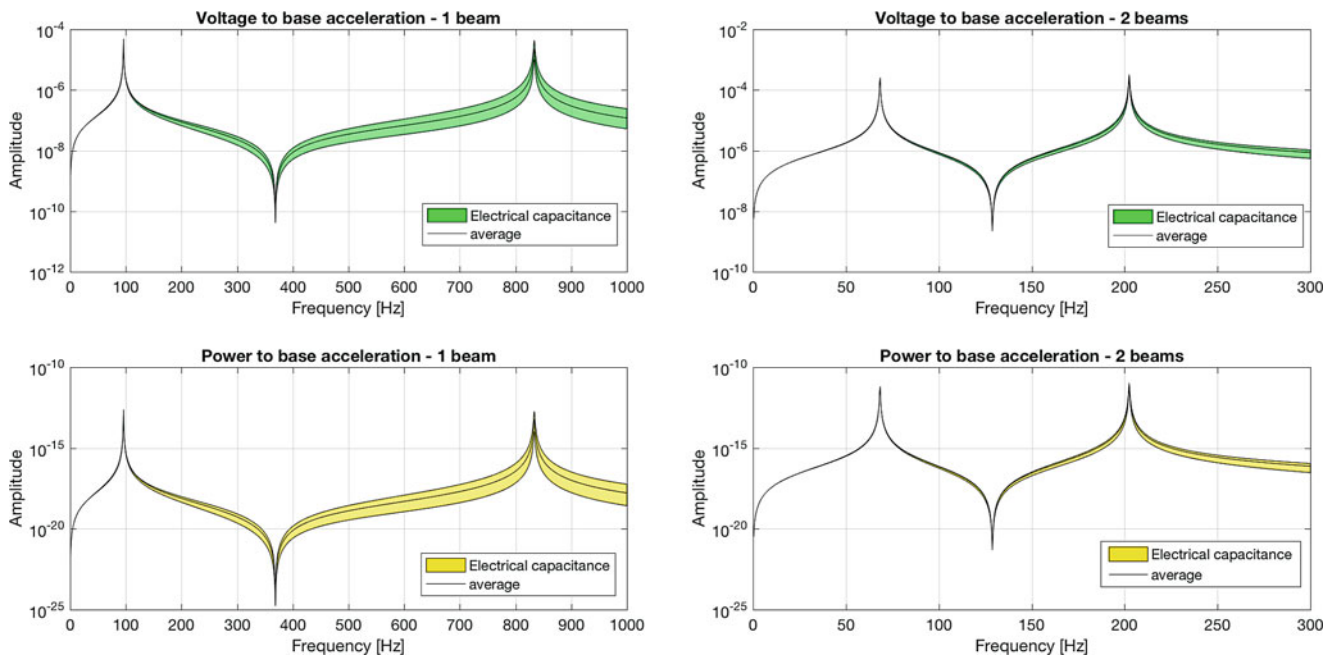 Voltage to base acceleration - 1 beam
10^-4
10^-6
10^-8
10^-10
10^-12
Amplitude
Electrical capacitance
average
0 100 200 300 400 500 600 700 800 900 1000
Frequency [Hz]
Voltage to base acceleration - 2 beams
10^-2
10^-4
10^-6
10^-8
10^-10
Amplitude
Electrical capacitance
average
0 50 100 150 200 250 300
Frequency [Hz]
Power to base acceleration - 1 beam
10^-10
10^-15
10^-20
10^-25
Amplitude
Electrical capacitance
average
0 100 200 300 400 500 600 700 800 900 1000
Frequency [Hz]
Power to base acceleration - 2 beams
10^-10
10^-15
10^-20
10^-25
Amplitude
Electrical capacitance
average
0 50 100 150 200 250 300
Frequency [Hz]